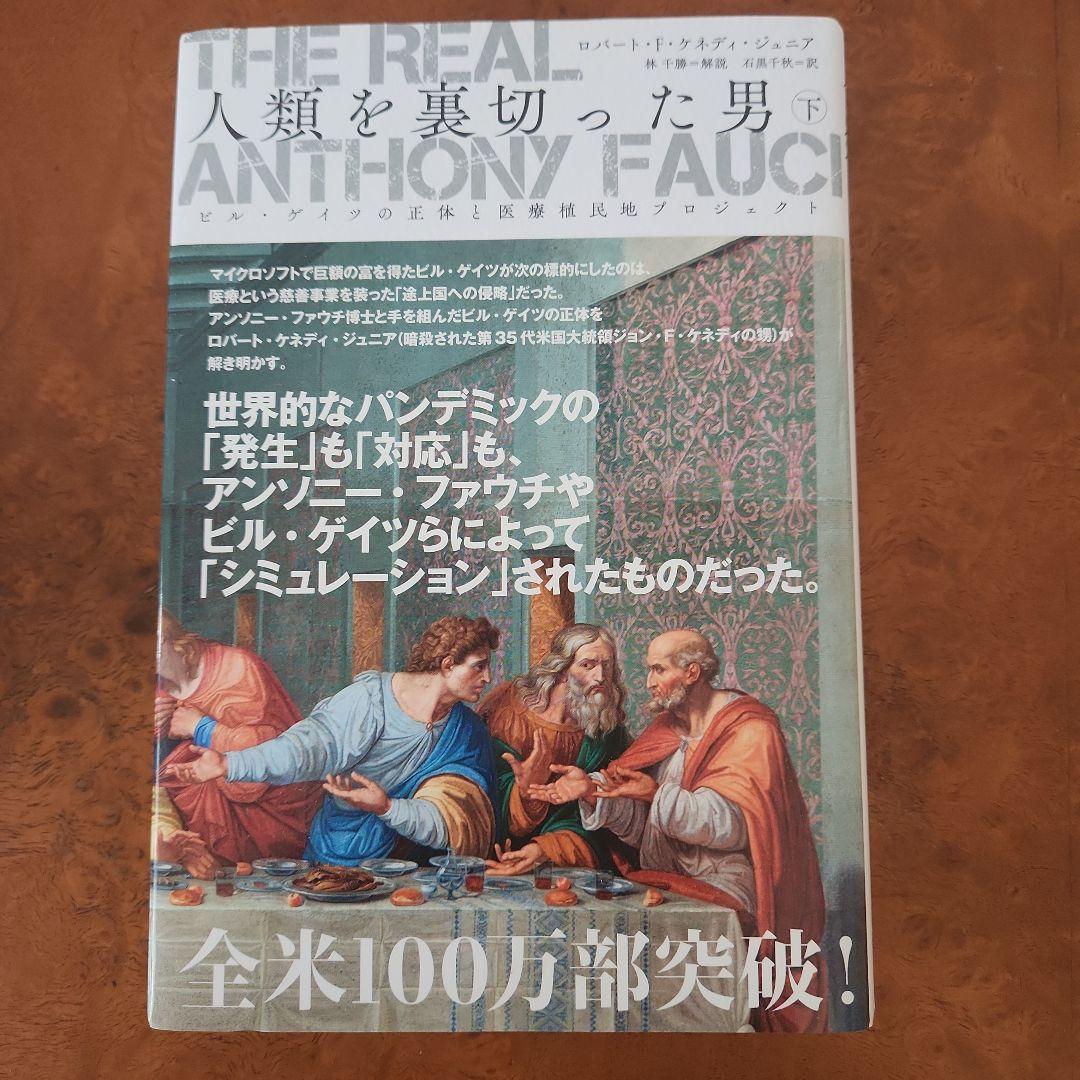 THE REAL
ロバート・F・ケネディ・ジュニア
林 千勝=解説 石黒千秋=訳
人類を裏切った男 下
ANTHONY FAUCI
ビル・ゲイツの正体と医療植民地プロジェクト
マイクロソフトで巨額の富を得たビル・ゲイツが次の標的にしたのは、
医療という慈善事業を装った「途上国への侵略」だった。
アンソニー・ファウチ博士と手を組んだビル・ゲイツの正体を
ロバート・ケネディ・ジュニア(暗殺された第35代米国大統領ジョン・F・ケネディの甥)が
解き明かす。
世界的なパンデミックの
「発生」も「対応」も、
アンソニー・ファウチや
ビル・ゲイツらによって
「シミュレーション」されたものだった。
全米100万部突破!